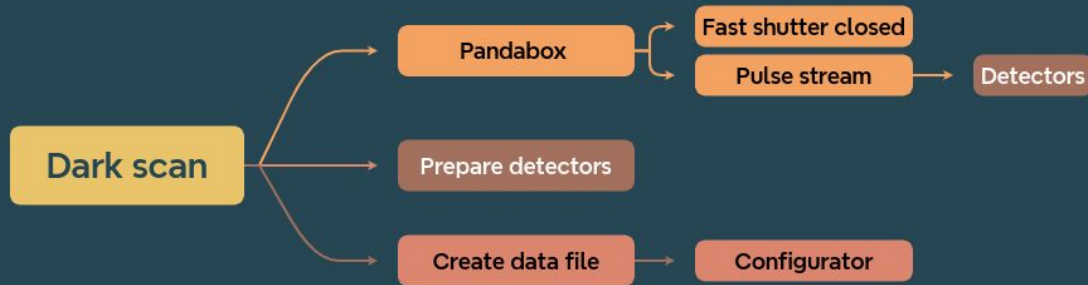 Dark scan
Pandabox
Fast shutter closed
Pulse stream
Detectors
Prepare detectors
Create data file
Configurator